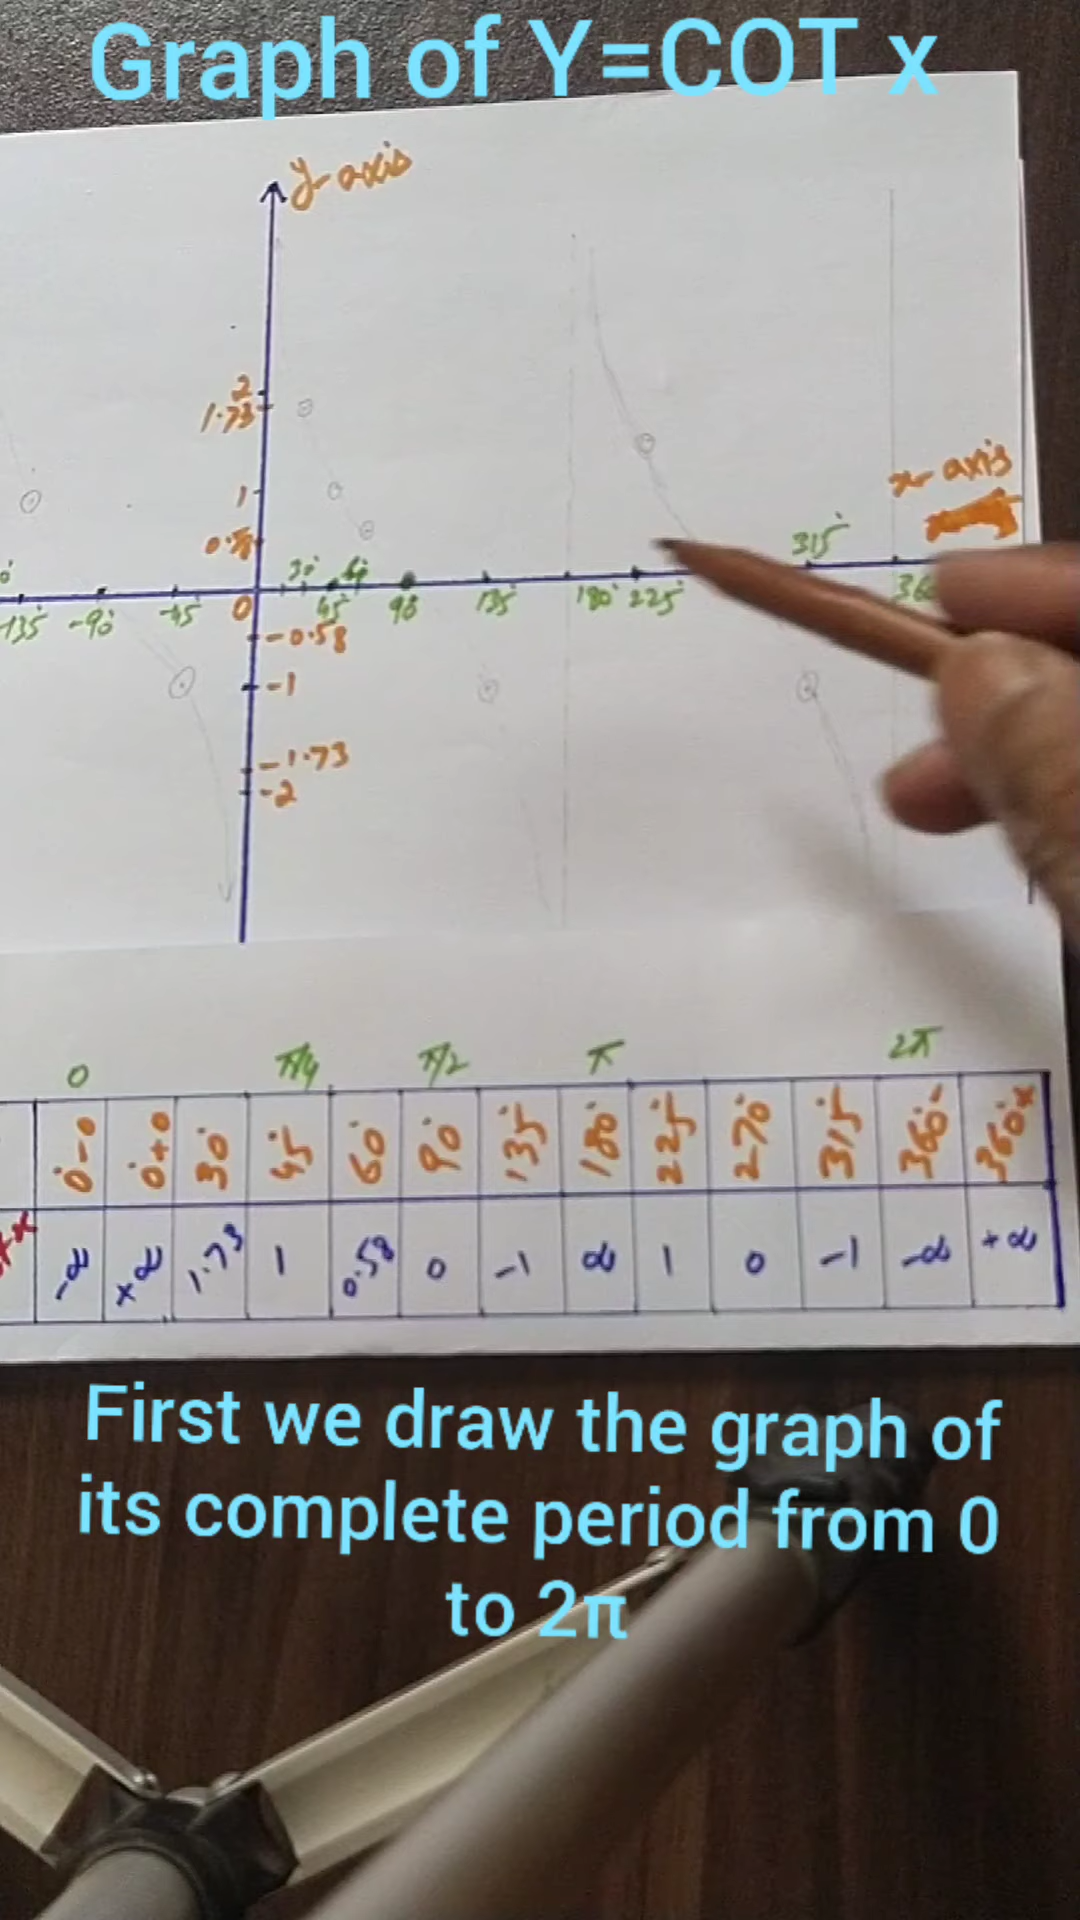 Graph of Y=COT x
y-axis
2
1.73
1
x-axis
315°
30° 60°
-135° -90° -45° 0 45° 90° 135° 180° 225° 360
-0.58
-1
-1.73
-2
0 π/4 π/2 π 2π
0°-0 0°+0 30° 45° 60° 90° 135° 180° 225° 270° 315° 360°- 360°+
-∞ +∞ 1.73 1 0.58 0 -1 ∞ 1 0 -1 -∞ +∞
First we draw the graph of
its complete period from 0
to 2π